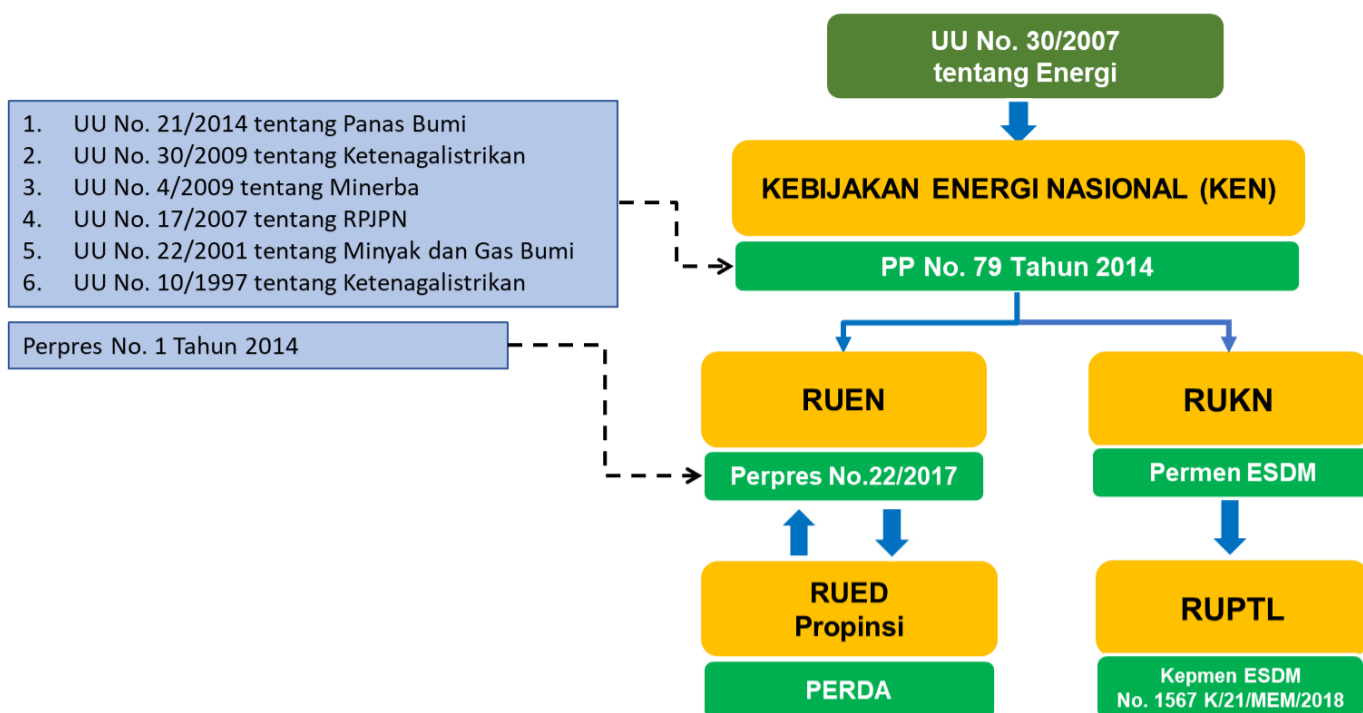 UU No. 30/2007
tentang Energi
1. UU No. 21/2014 tentang Panas Bumi
2. UU No. 30/2009 tentang Ketenagalistrikan
3. UU No. 4/2009 tentang Minerba
4. UU No. 17/2007 tentang RPJPN
5. UU No. 22/2001 tentang Minyak dan Gas Bumi
6. UU No. 10/1997 tentang Ketenagalistrikan
KEBIJAKAN ENERGI NASIONAL (KEN)
PP No. 79 Tahun 2014
Perpres No. 1 Tahun 2014
RUEN
Perpres No.22/2017
RUKN
Permen ESDM
RUED
Propinsi
PERDA
RUPTL
Kepmen ESDM
No. 1567 K/21/MEM/2018